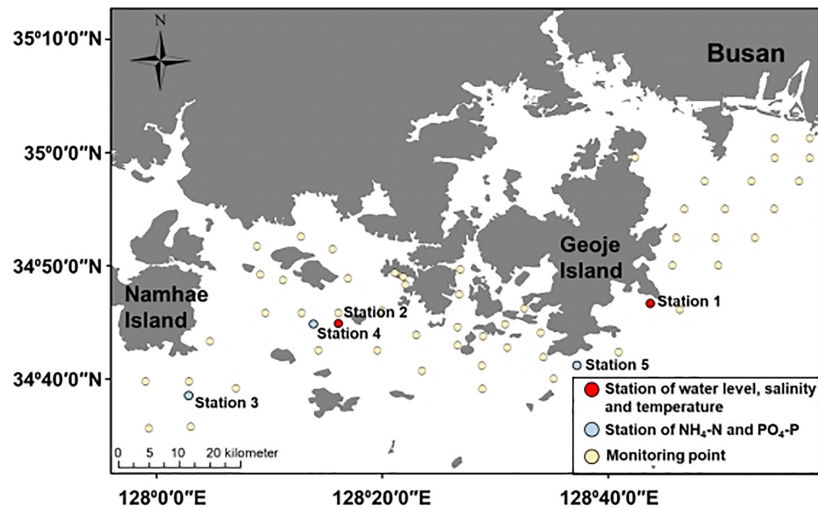 N
35°10'0"N
Busan
35°0'0"N
Geoje
Island
34°50'0"N
Namhae
Island
Station 1
Station 2
Station 4
Station 5
34°40'0"N
Station 3
Station of water level, salinity
and temperature
Station of NH₄-N and PO₄-P
Monitoring point
0 5 10 20 kilometer
128°0'0"E
128°20'0"E
128°40'0"E